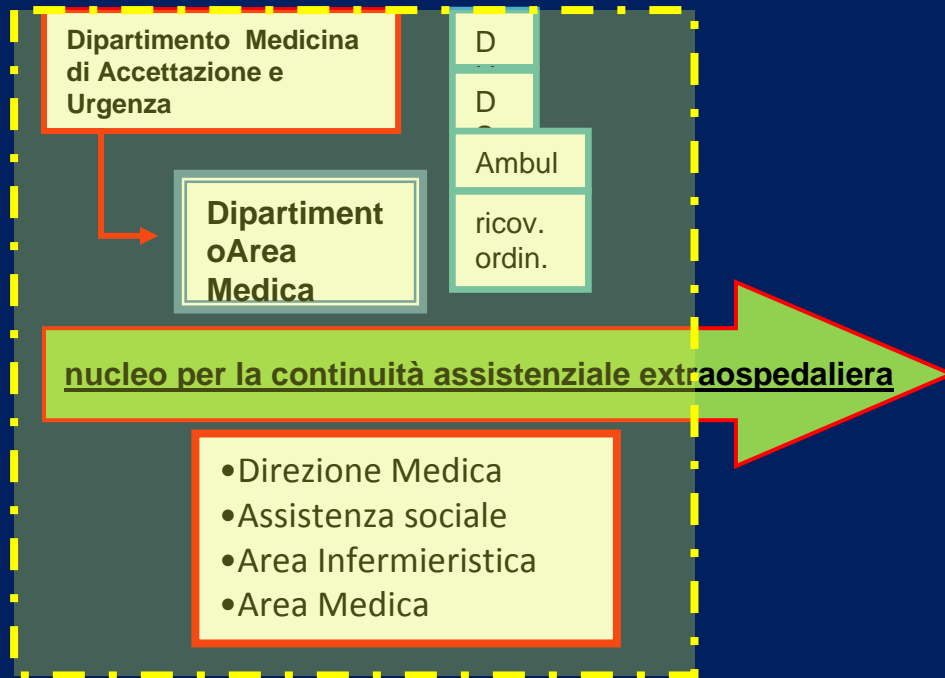 Dipartimento Medicina
di Accettazione e
Urgenza
D
D
Ambul
ricov.
ordin.
Dipartiment
oArea
Medica
nucleo per la continuità assistenziale extraospedaliera
•Direzione Medica
•Assistenza sociale
•Area Infermieristica
•Area Medica